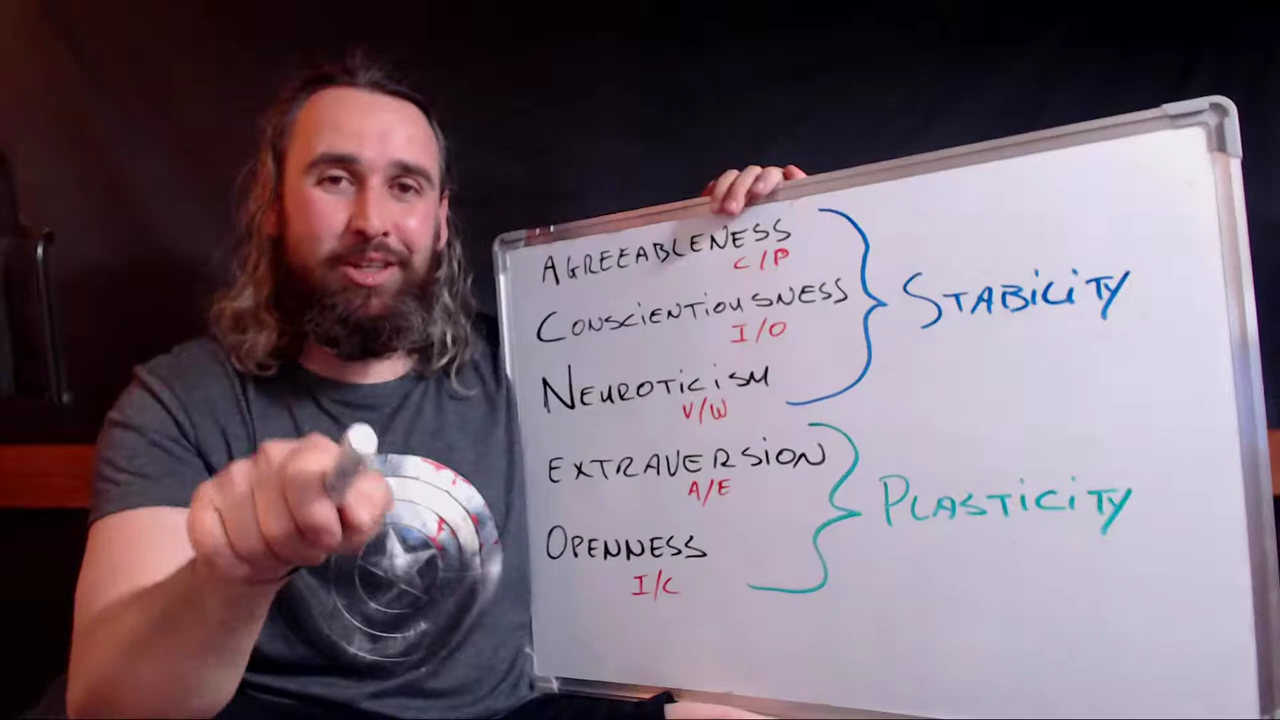 AGREEABLENESS
C/P
CONSCIENTIOUSNESS
I/O
NEUROTICISM
V/W
STABILITY
EXTRAVERSION
A/E
OPENNESS
I/C
PLASTICITY